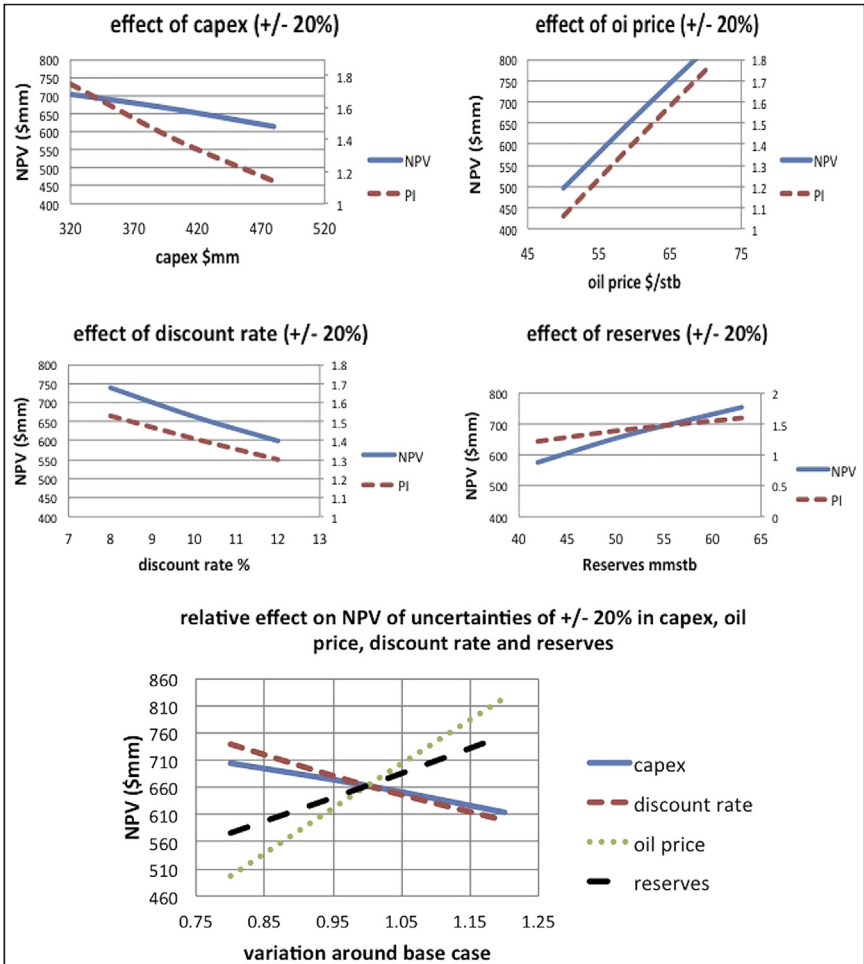 effect of capex (+/- 20%)
NPV ($mm)
800
750
700
650
600
550
500
450
400
1.8
1.6
1.4
1.2
1
320 370 420 470 520
capex $mm
NPV
PI
effect of oi price (+/- 20%)
NPV ($mm)
800
750
700
650
600
550
500
450
400
1.8
1.7
1.6
1.5
1.4
1.3
1.2
1.1
1
45 55 65 75
oil price $/stb
NPV
PI
effect of discount rate (+/- 20%)
NPV ($mm)
800
750
700
650
600
550
500
450
400
1.8
1.7
1.6
1.5
1.4
1.3
1.2
1.1
1
7 8 9 10 11 12 13
discount rate %
NPV
PI
effect of reserves (+/- 20%)
NPV ($mm)
800
700
600
500
400
2
1.5
1
0.5
0
40 45 50 55 60 65
Reserves mmstb
NPV
PI
relative effect on NPV of uncertainties of +/- 20% in capex, oil
price, discount rate and reserves
NPV ($mm)
860
810
760
710
660
610
560
510
460
0.75 0.85 0.95 1.05 1.15 1.25
variation around base case
capex
discount rate
oil price
reserves